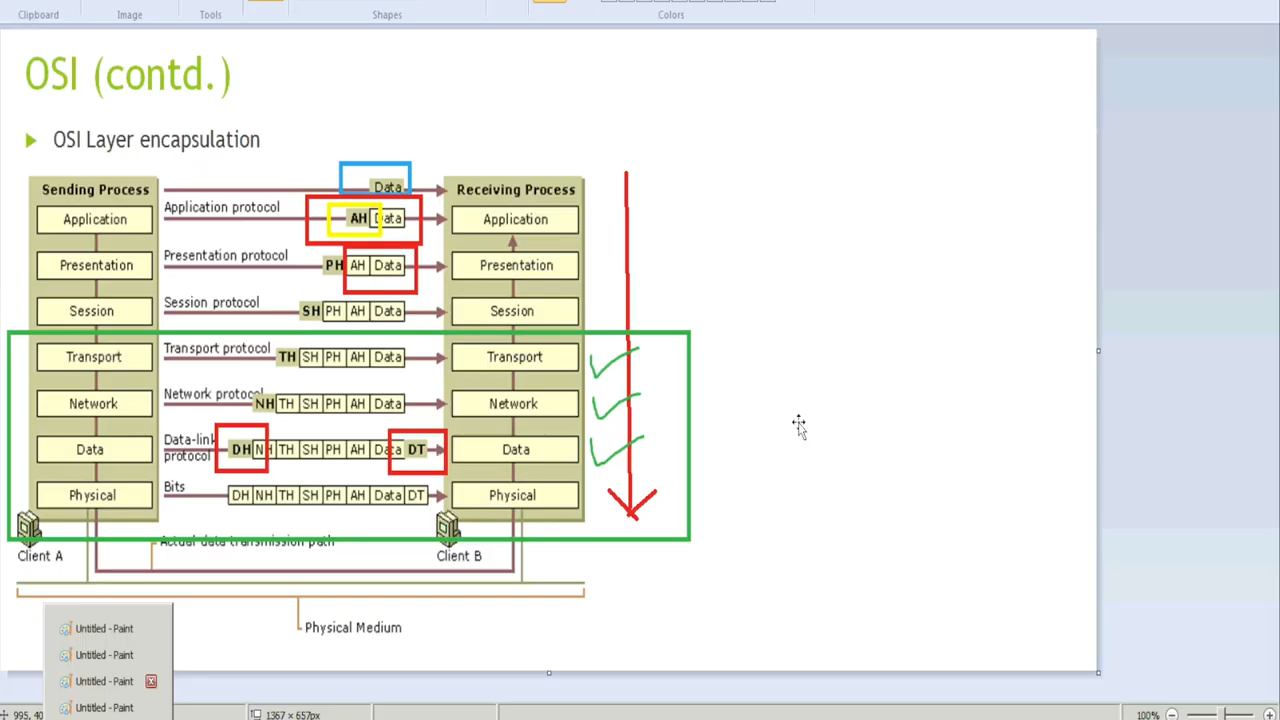 Clipboard Image Tools Shapes Colors
OSI (contd.)
OSI Layer encapsulation
Sending Process Data Receiving Process
Application Application protocol AH Data Application
Presentation Presentation protocol PH AH Data Presentation
Session Session protocol SH PH AH Data Session
Transport Transport protocol TH SH PH AH Data Transport
Network Network protocol NH TH SH PH AH Data Network
Data Data-link protocol DH NH TH SH PH AH Data DT Data
Physical Bits DH NH TH SH PH AH Data DT Physical
Actual data transmission path
Client A Client B
Physical Medium
Untitled - Paint
Untitled - Paint
Untitled - Paint
Untitled - Paint
995, 40 1367 × 657px 100%